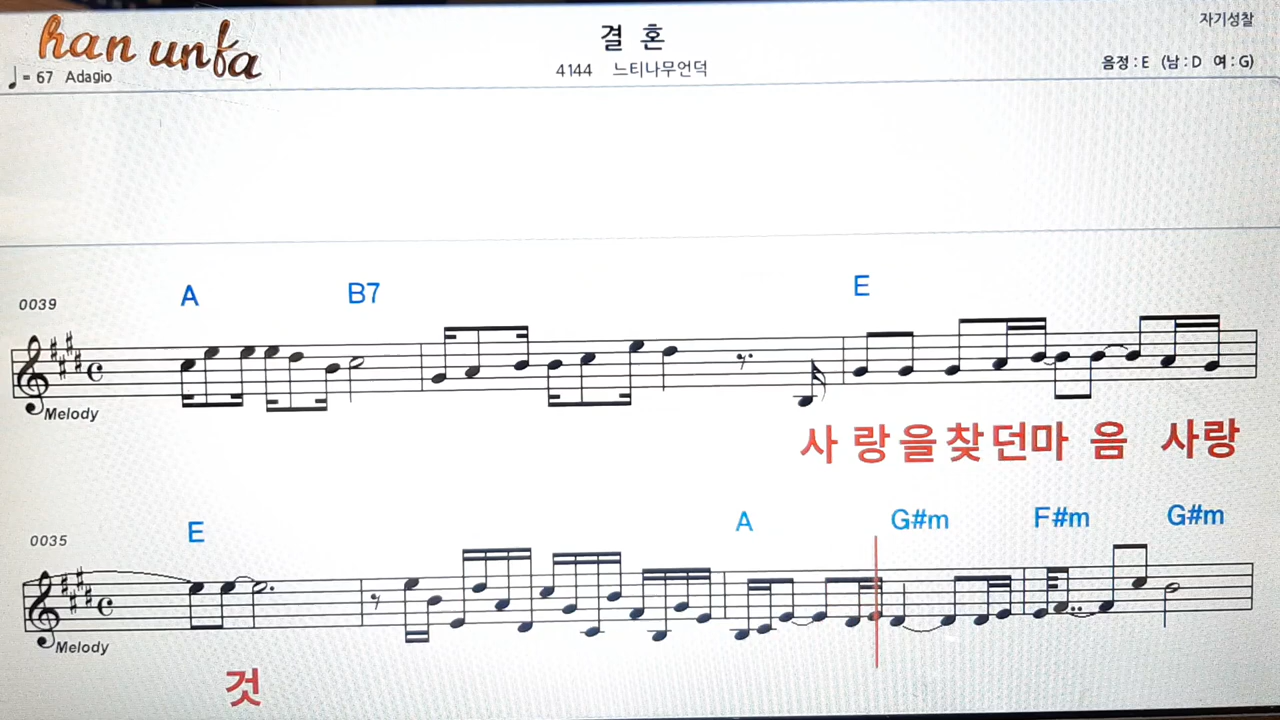 han unfa
결 혼
자기성찰
♩= 67 Adagio
4144 느티나무언덕
음정 : E (남 : D 여 : G)
0039
A B7 E
Melody
사 랑 을 찾 던 마 음 사 랑
0035
E A G#m F#m G#m
Melody
것